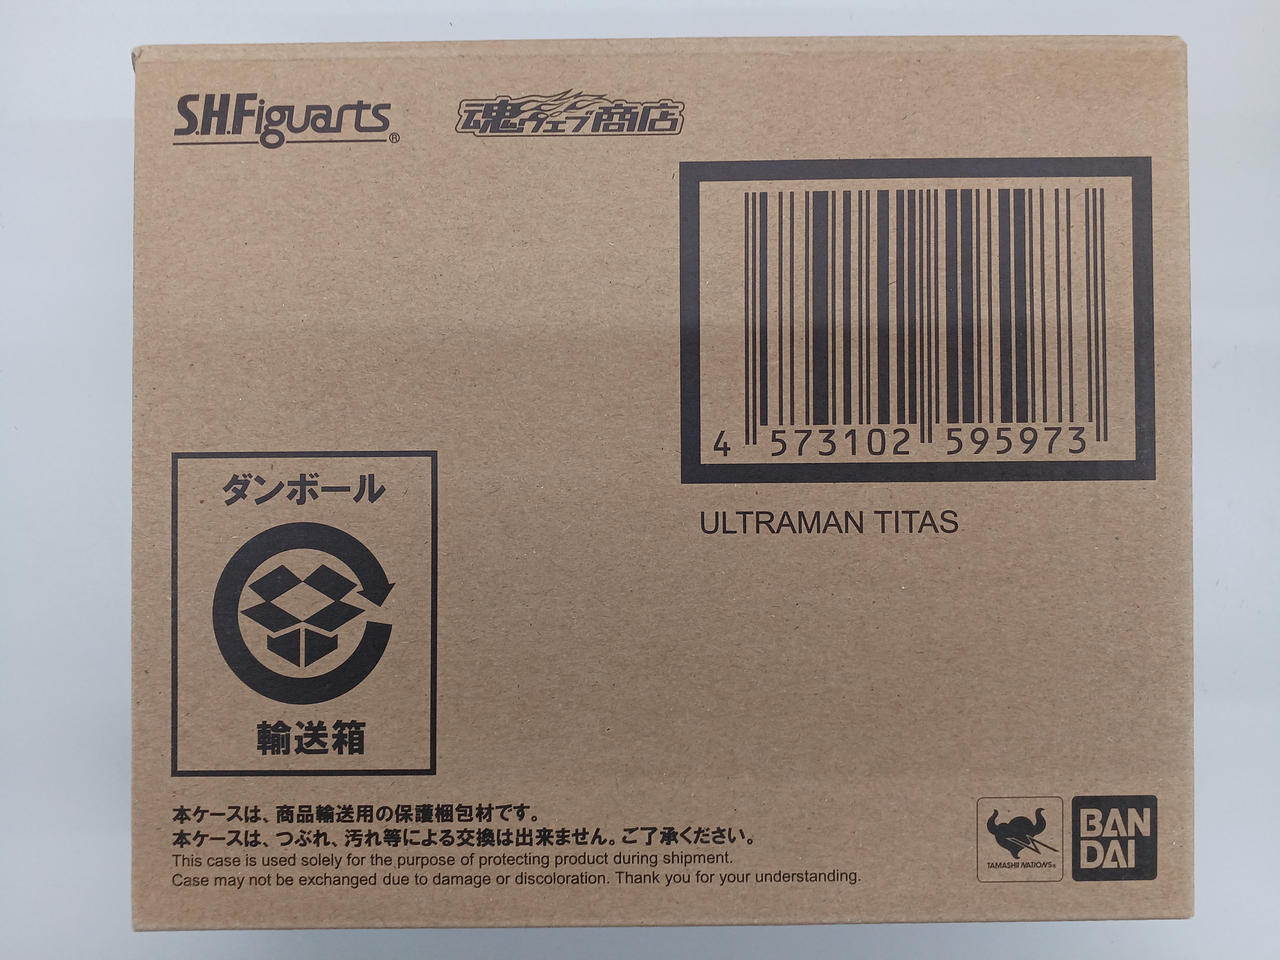 S.H.Figuarts®
魂ウェブ商店
4 573102 595973
ULTRAMAN TITAS
ダンボール
輸送箱
本ケースは、商品輸送用の保護梱包材です。
本ケースは、つぶれ、汚れ等による交換は出来ません。ご了承ください。
This case is used solely for the purpose of protecting product during shipment.
Case may not be exchanged due to damage or discoloration. Thank you for your understanding.
TAMASHII NATIONS®
BAN
DAI